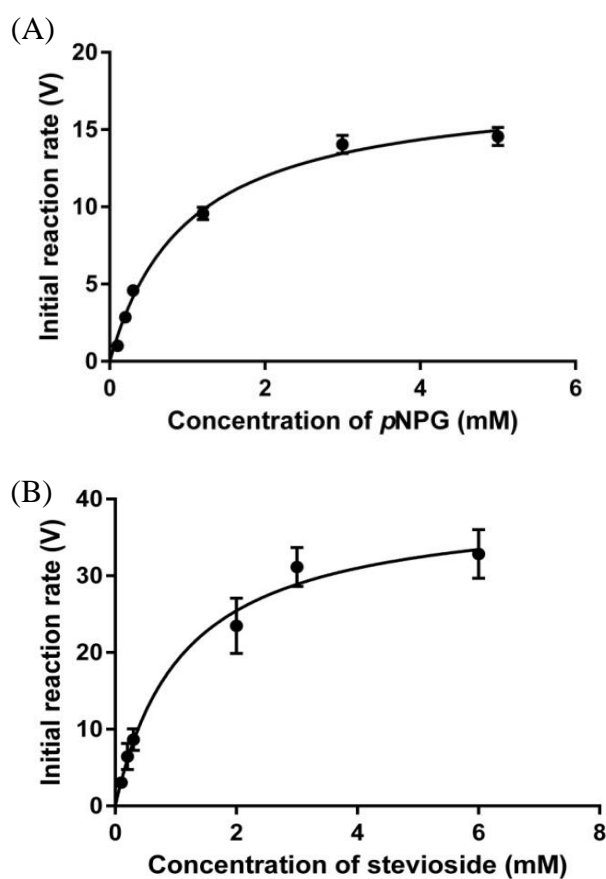 (A)
20
15
10
5
0
Initial reaction rate (V)
0 2 4 6
Concentration of pNPG (mM)
(B)
40
30
20
10
0
Initial reaction rate (V)
0 2 4 6 8
Concentration of stevioside (mM)